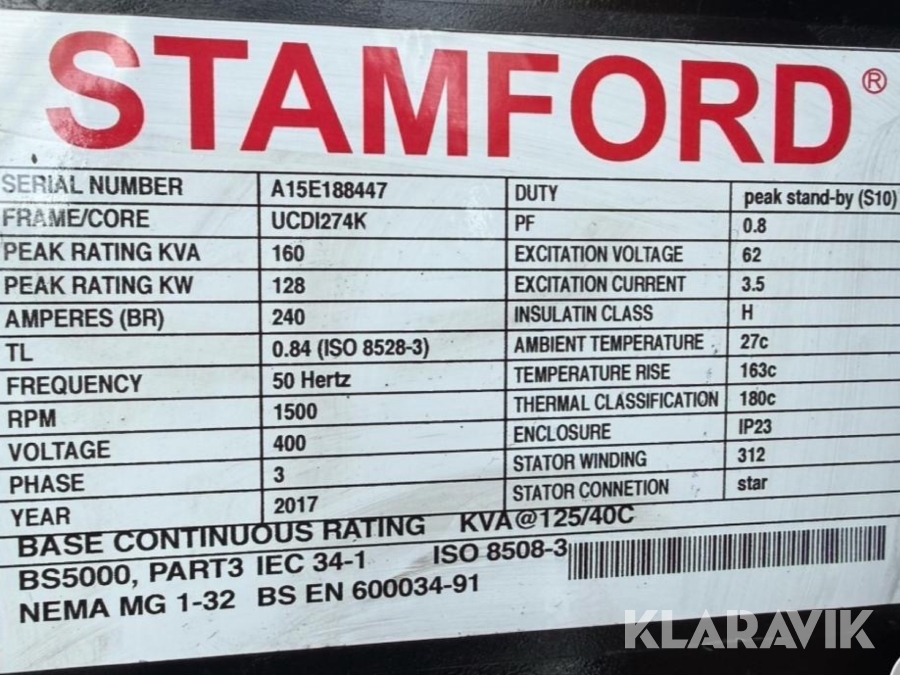 STAMFORD®
SERIAL NUMBER A15E188447
FRAME/CORE UCDI274K
PEAK RATING KVA 160
PEAK RATING KW 128
AMPERES (BR) 240
TL 0.84 (ISO 8528-3)
FREQUENCY 50 Hertz
RPM 1500
VOLTAGE 400
PHASE 3
YEAR 2017
DUTY peak stand-by (S10)
PF 0.8
EXCITATION VOLTAGE 62
EXCITATION CURRENT 3.5
INSULATIN CLASS H
AMBIENT TEMPERATURE 27c
TEMPERATURE RISE 163c
THERMAL CLASSIFICATION 180c
ENCLOSURE IP23
STATOR WINDING 312
STATOR CONNETION star
BASE CONTINUOUS RATING KVA@125/40C
BS5000, PART3 IEC 34-1 ISO 8508-3
NEMA MG 1-32 BS EN 600034-91
KLARAVIK